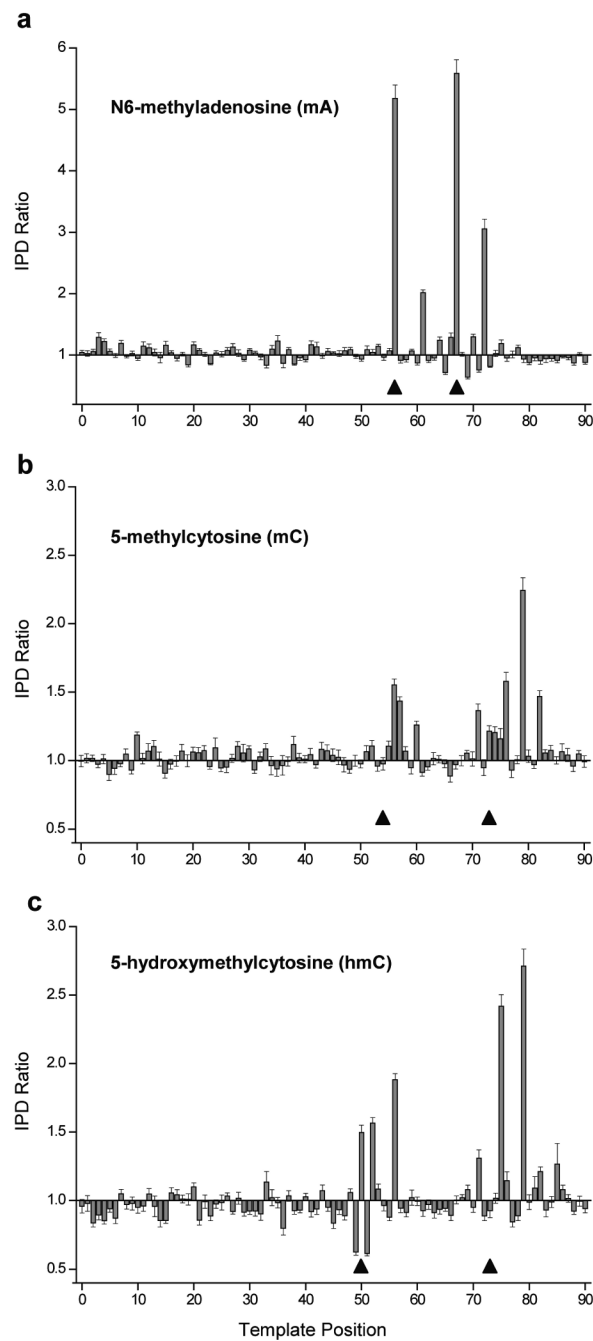 a
6
5
4
3
2
1
IPD Ratio
N6-methyladenosine (mA)
0 10 20 30 40 50 60 70 80 90
b
3.0
2.5
2.0
1.5
1.0
0.5
IPD Ratio
5-methylcytosine (mC)
0 10 20 30 40 50 60 70 80 90
c
3.0
2.5
2.0
1.5
1.0
0.5
IPD Ratio
5-hydroxymethylcytosine (hmC)
0 10 20 30 40 50 60 70 80 90
Template Position